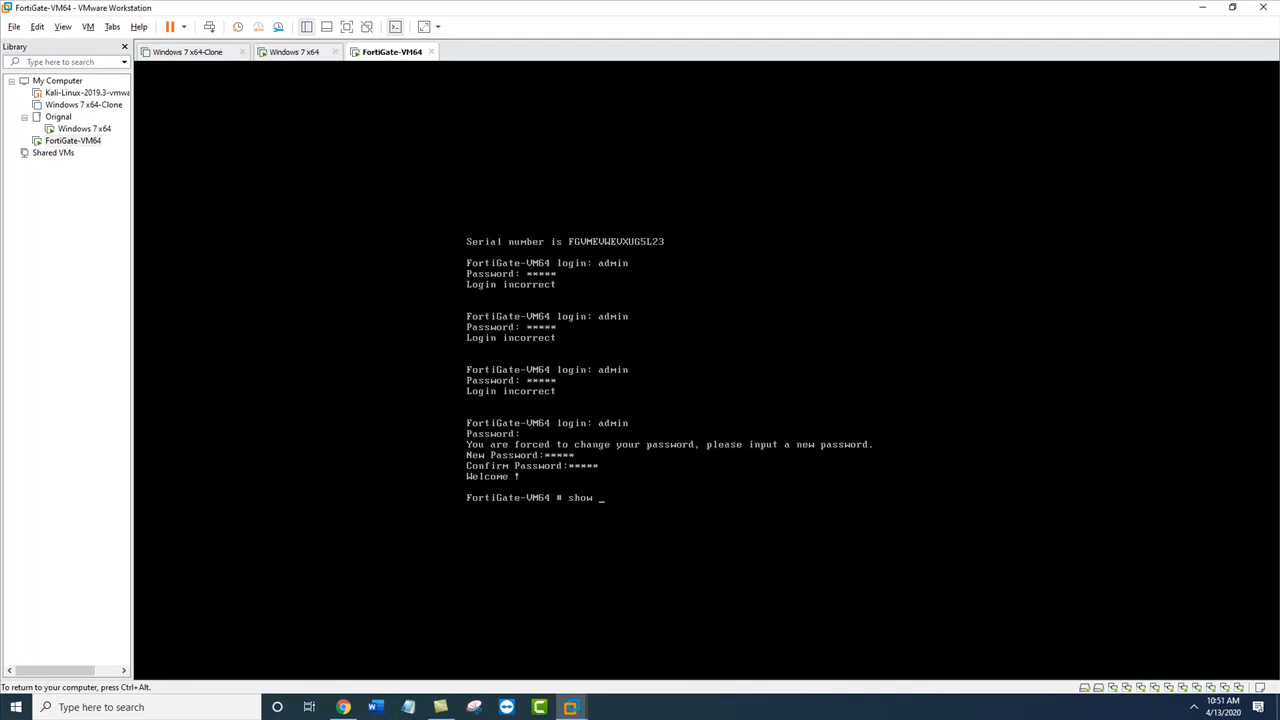 FortiGate-VM64 - VMware Workstation
File Edit View VM Tabs Help
Library
Type here to search
My Computer
Kali-Linux-2019.3-vmwa
Windows 7 x64-Clone
Orignal
Windows 7 x64
FortiGate-VM64
Shared VMs
Windows 7 x64-Clone
Windows 7 x64
FortiGate-VM64
Serial number is FGVMEVWEVXUG5L23
FortiGate-VM64 login: admin
Password: *****
Login incorrect
FortiGate-VM64 login: admin
Password: *****
Login incorrect
FortiGate-VM64 login: admin
Password: *****
Login incorrect
FortiGate-VM64 login: admin
Password:
You are forced to change your password, please input a new password.
New Password:*****
Confirm Password:*****
Welcome !
FortiGate-VM64 # show _
To return to your computer, press Ctrl+Alt.
Type here to search
10:51 AM
4/13/2020